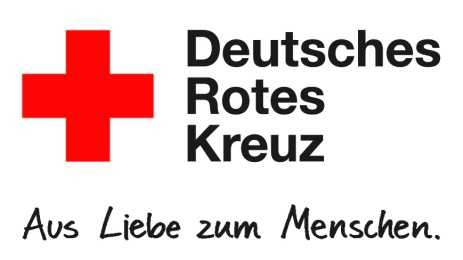 Deutsches
Rotes
Kreuz
Aus Liebe zum Menschen.